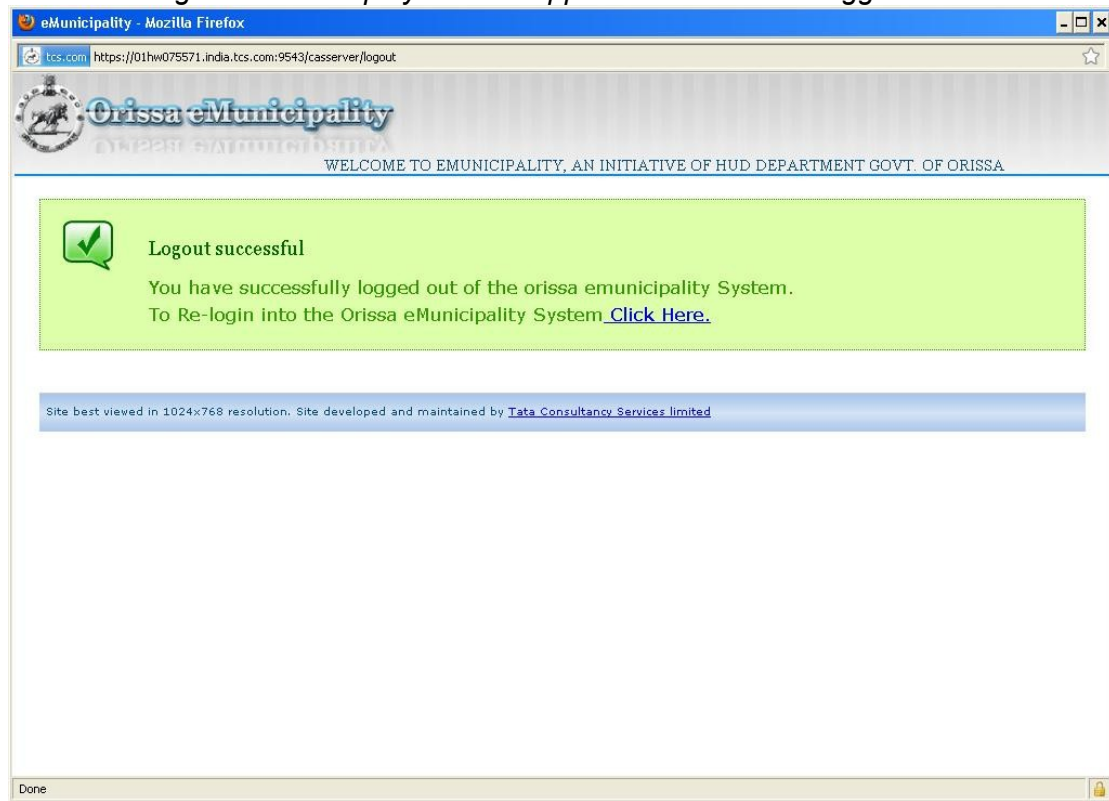 eMunicipality - Mozilla Firefox
tcs.com https://01hw075571.india.tcs.com:9543/casserver/logout
Orissa eMunicipality
WELCOME TO EMUNICIPALITY, AN INITIATIVE OF HUD DEPARTMENT GOVT. OF ORISSA
Logout successful
You have successfully logged out of the orissa emunicipality System.
To Re-login into the Orissa eMunicipality System Click Here.
Site best viewed in 1024x768 resolution. Site developed and maintained by Tata Consultancy Services limited
Done